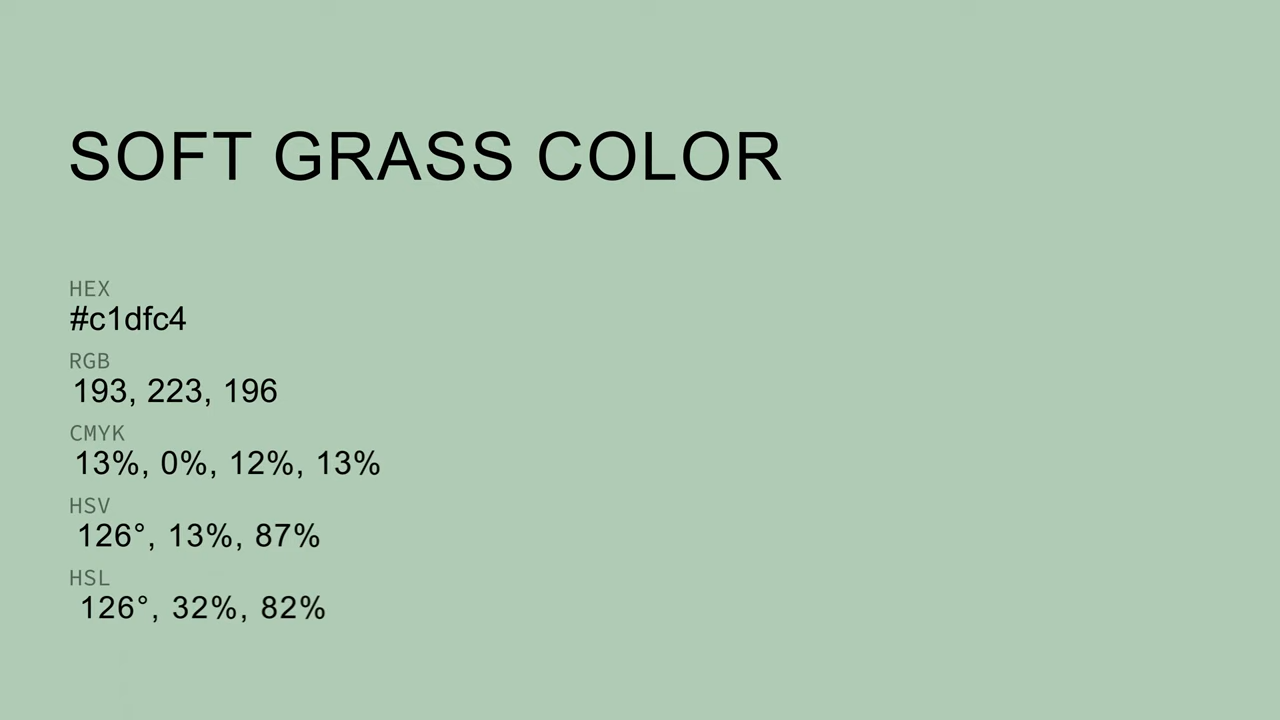 SOFT GRASS COLOR
HEX
#c1dfc4
RGB
193, 223, 196
CMYK
13%, 0%, 12%, 13%
HSV
126°, 13%, 87%
HSL
126°, 32%, 82%